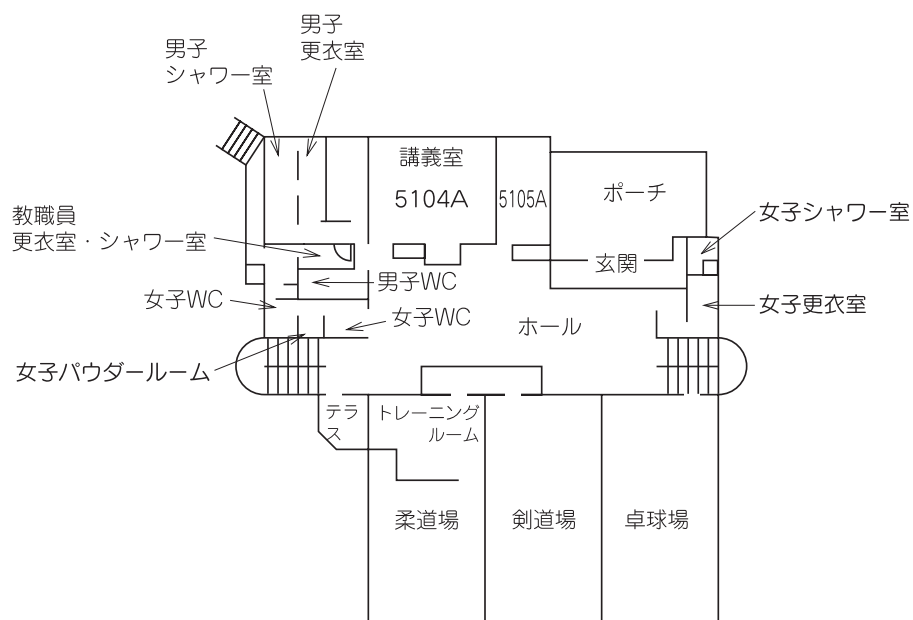 男子
更衣室
男子
シャワー室
講義室
5104A
5105A
ポーチ
女子シャワー室
教職員
更衣室・シャワー室
玄関
男子WC
女子WC
女子更衣室
女子WC
ホール
女子パウダールーム
テラ
ス
トレーニング
ルーム
柔道場
剣道場
卓球場